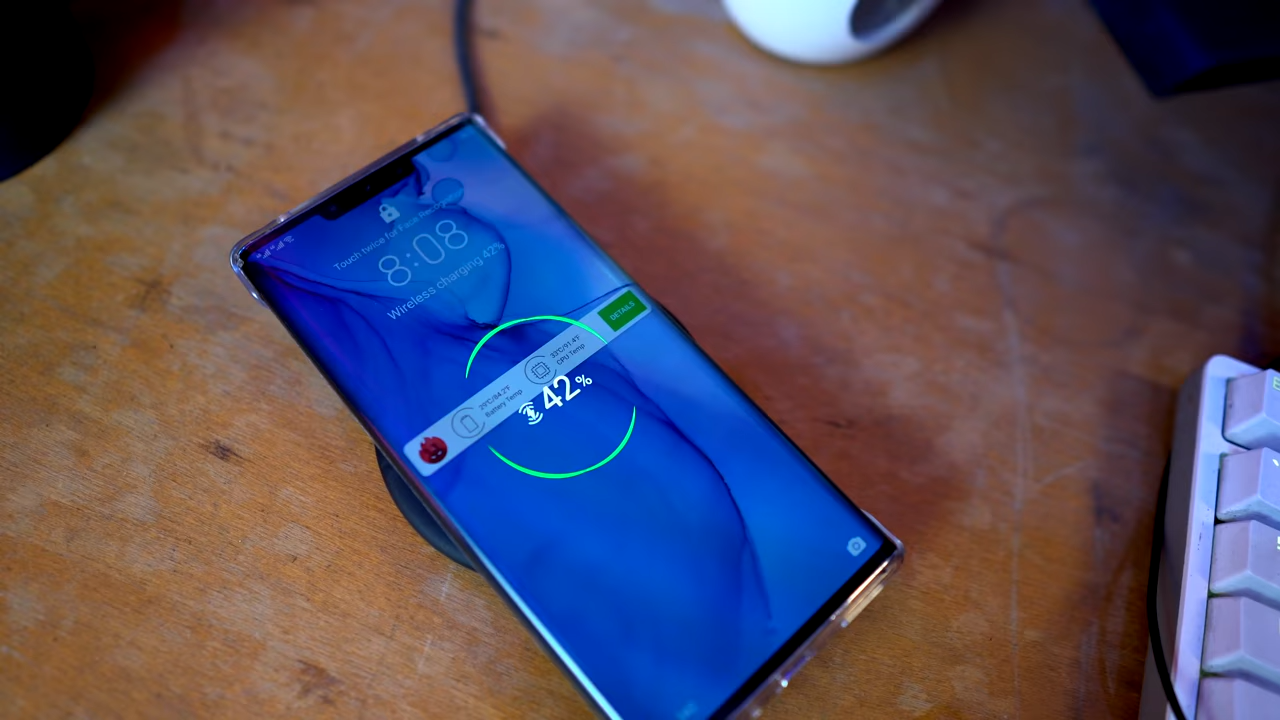 Touch twice for Face Recognition
8:08
Wireless charging 42%
29℃/84.2℉
Battery Temp
33℃/91.4℉
CPU Temp
DETAILS
42%